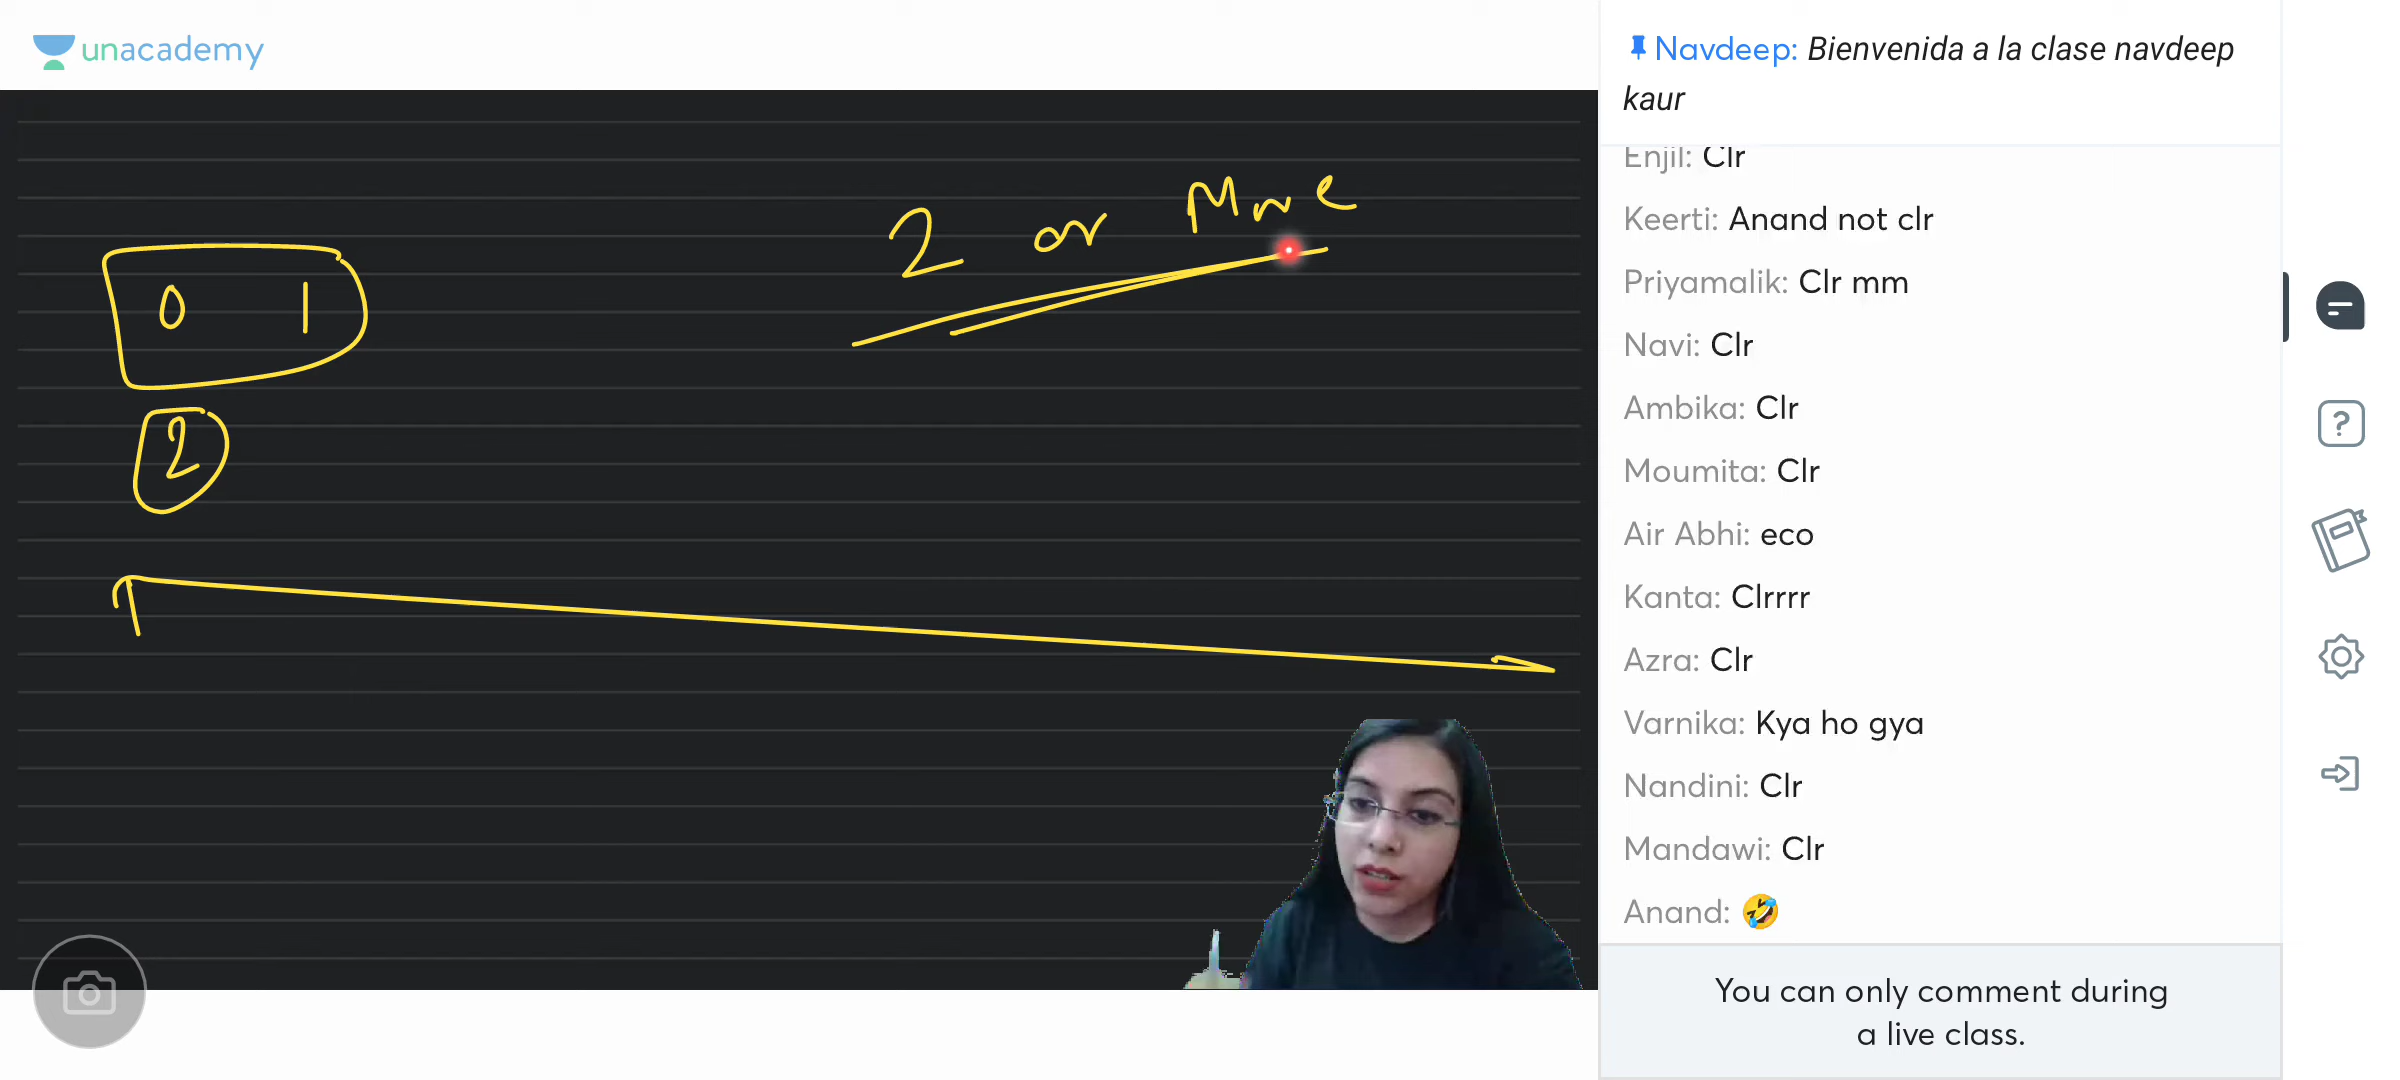 unacademy
2 or More
0 1
2
Navdeep: Bienvenida a la clase navdeep
kaur
Enjil: Clr
Keerti: Anand not clr
Priyamalik: Clr mm
Navi: Clr
Ambika: Clr
Moumita: Clr
Air Abhi: eco
Kanta: Clrrrr
Azra: Clr
Varnika: Kya ho gya
Nandini: Clr
Mandawi: Clr
Anand: 🤣
You can only comment during
a live class.
?